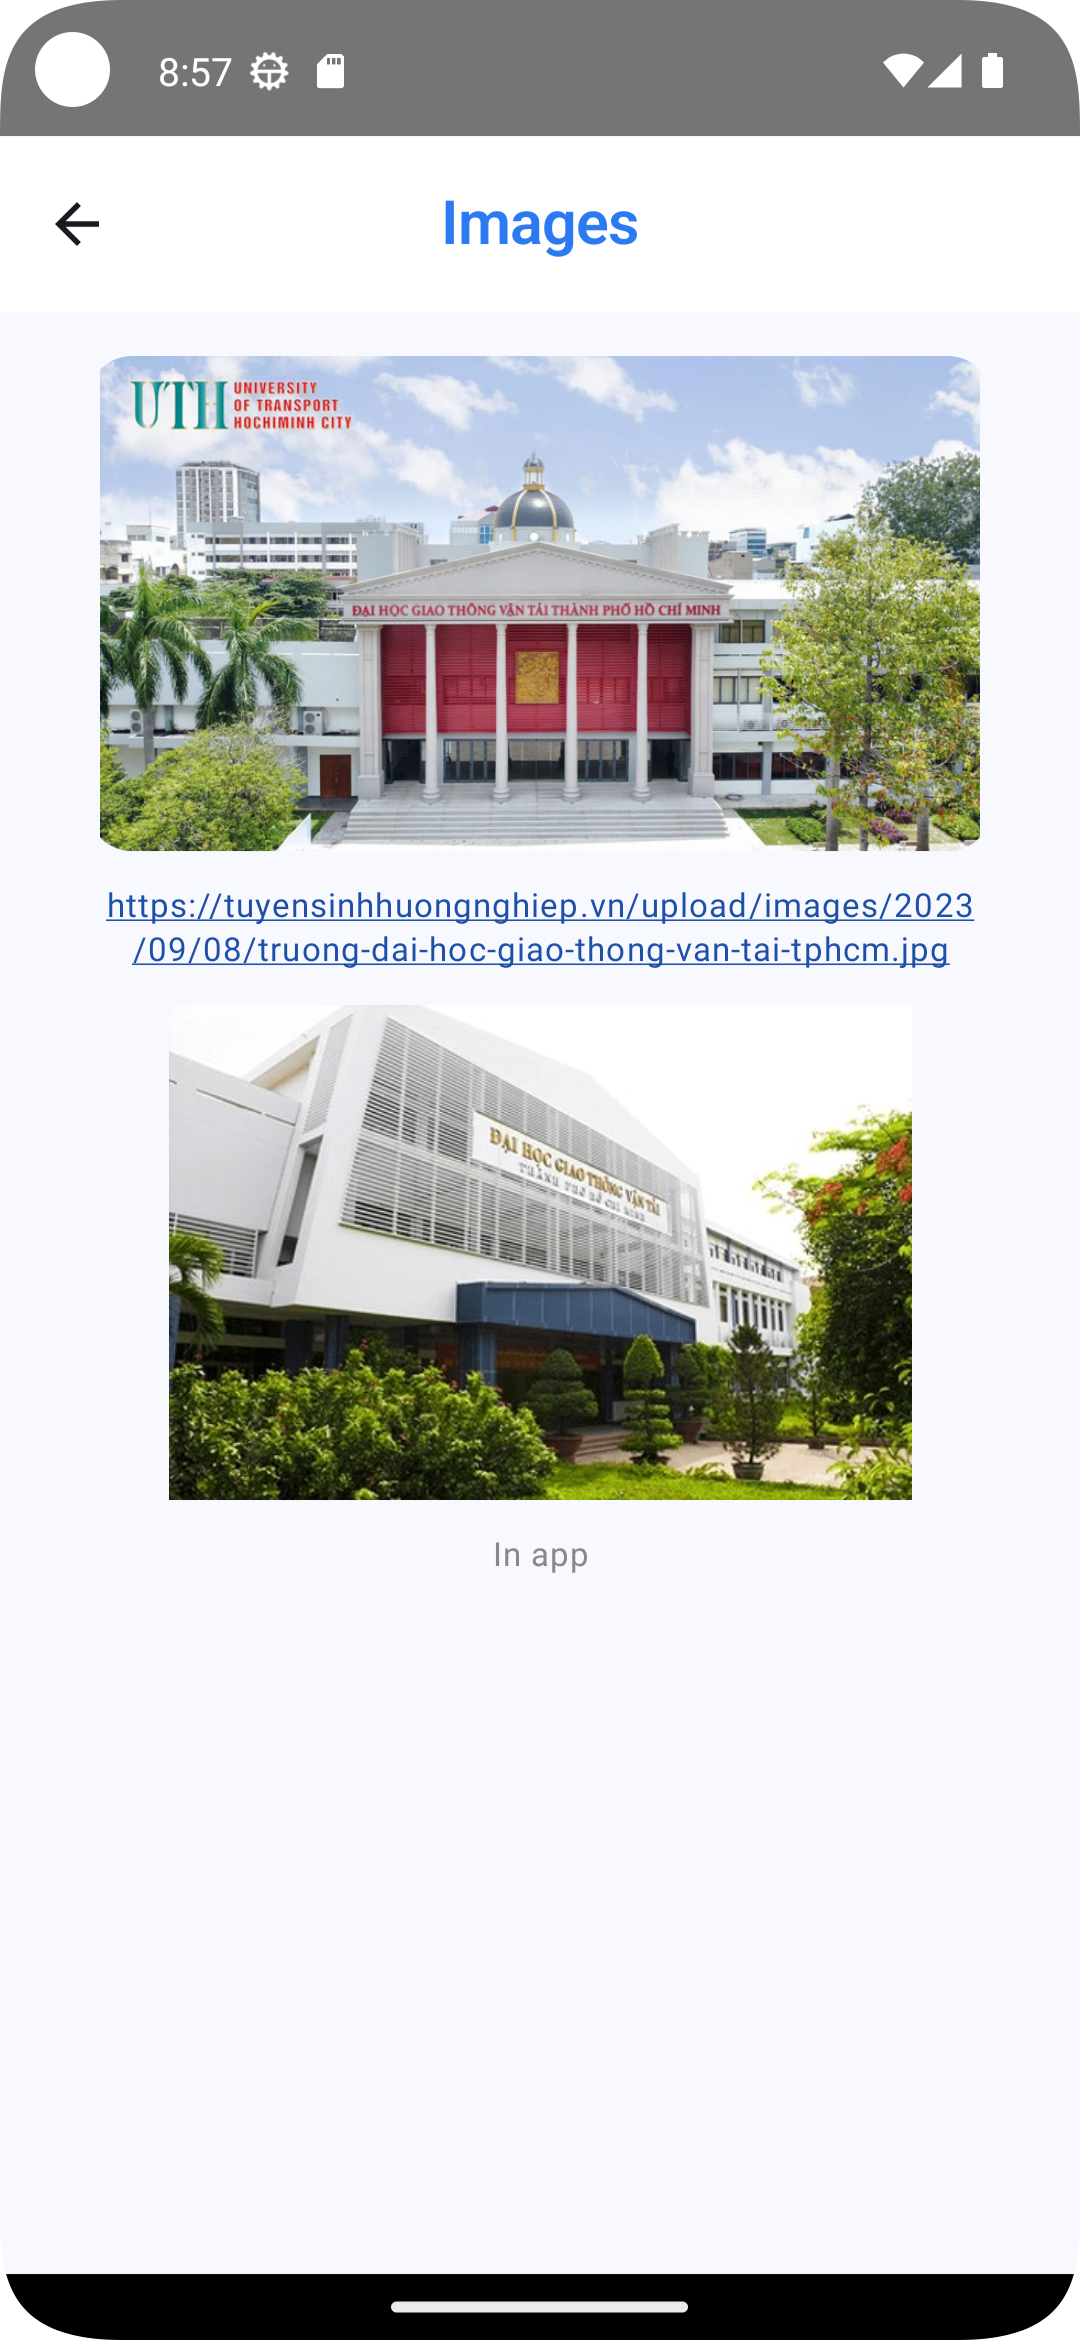 8:57
Images
UTH UNIVERSITY
OF TRANSPORT
HOCHIMINH CITY
ĐẠI HỌC GIAO THÔNG VẬN TẢI THÀNH PHỐ HỒ CHÍ MINH
https://tuyensinhhuongnghiep.vn/upload/images/2023
/09/08/truong-dai-hoc-giao-thong-van-tai-tphcm.jpg
ĐẠI HỌC GIAO THÔNG VẬN TẢI
THÀNH PHỐ HỒ CHÍ MINH
In app